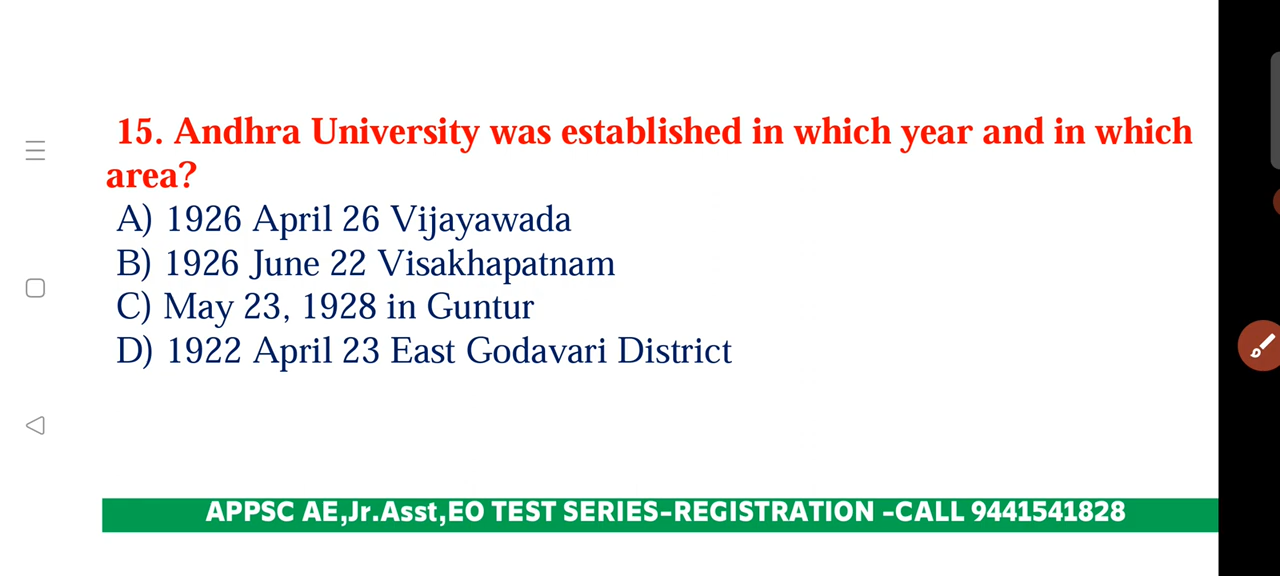 15. Andhra University was established in which year and in which
area?
A) 1926 April 26 Vijayawada
B) 1926 June 22 Visakhapatnam
C) May 23, 1928 in Guntur
D) 1922 April 23 East Godavari District
APPSC AE,Jr.Asst,EO TEST SERIES-REGISTRATION -CALL 9441541828